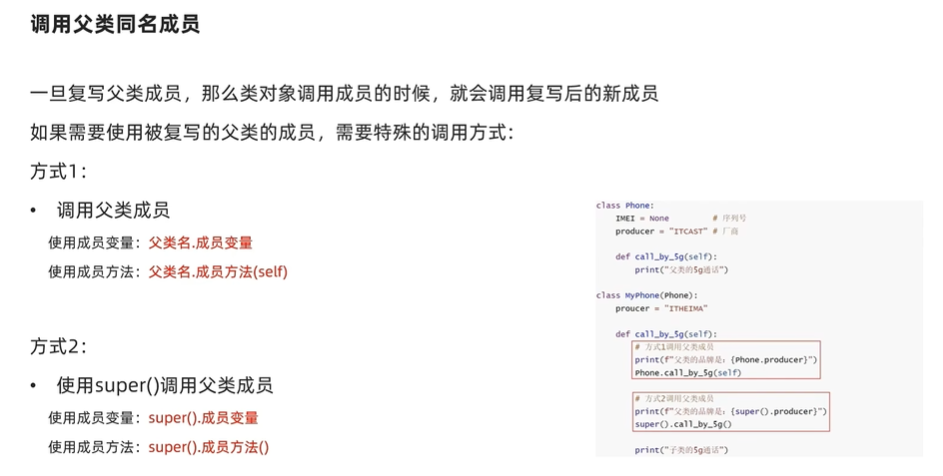 调用父类同名成员
一旦复写父类成员，那么类对象调用成员的时候，就会调用复写后的新成员
如果需要使用被复写的父类的成员，需要特殊的调用方式：
方式1：
• 调用父类成员
使用成员变量：父类名.成员变量
使用成员方法：父类名.成员方法(self)
方式2：
• 使用super()调用父类成员
使用成员变量：super().成员变量
使用成员方法：super().成员方法()
class Phone:
IMEI = None # 序列号
producer = "ITCAST" # 厂商
def call_by_5g(self):
print("父类的5g通话")
class MyPhone(Phone):
proucer = "ITHEIMA"
def call_by_5g(self):
# 方式1调用父类成员
print(f"父类的品牌是：{Phone.producer}")
Phone.call_by_5g(self)
# 方式2调用父类成员
print(f"父类的品牌是：{super().producer}")
super().call_by_5g()
print("子类的5g通话")